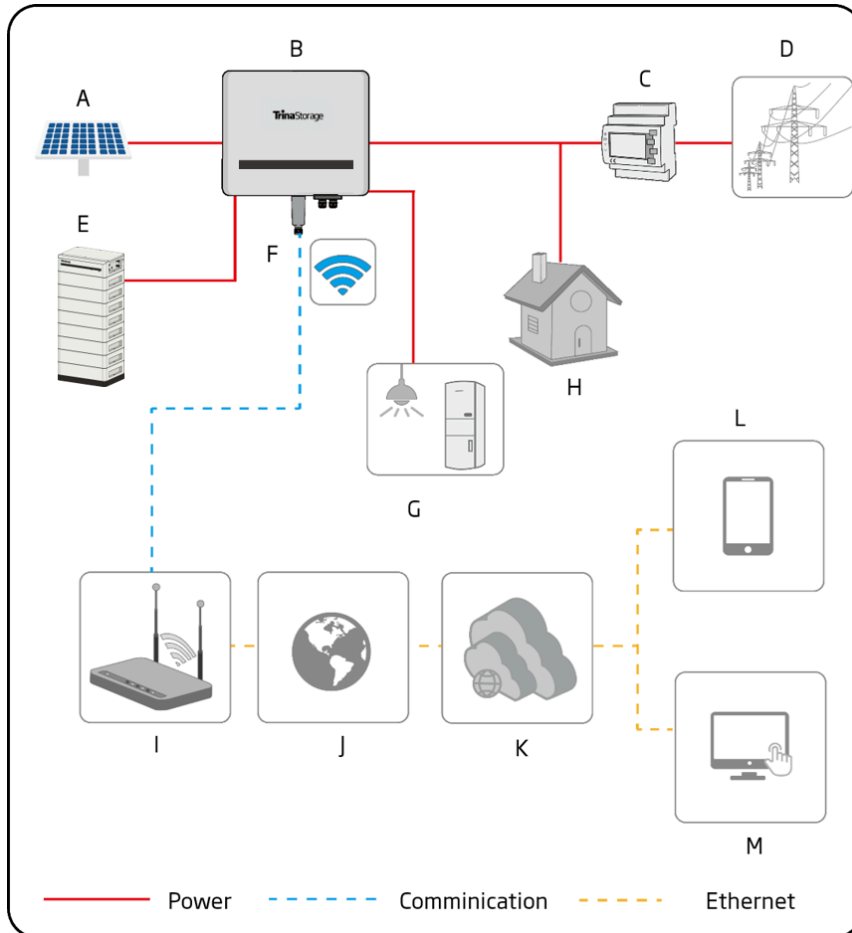 B
D
C
A
TrinaStorage
E
F
H
L
G
I
J
K
M
Power
Comminication
Ethernet